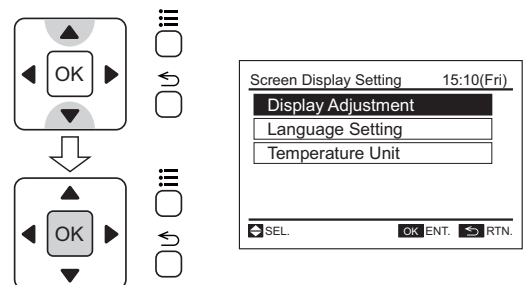 OK
OK
Screen Display Setting 15:10(Fri)
Display Adjustment
Language Setting
Temperature Unit
SEL. OK ENT. RTN.